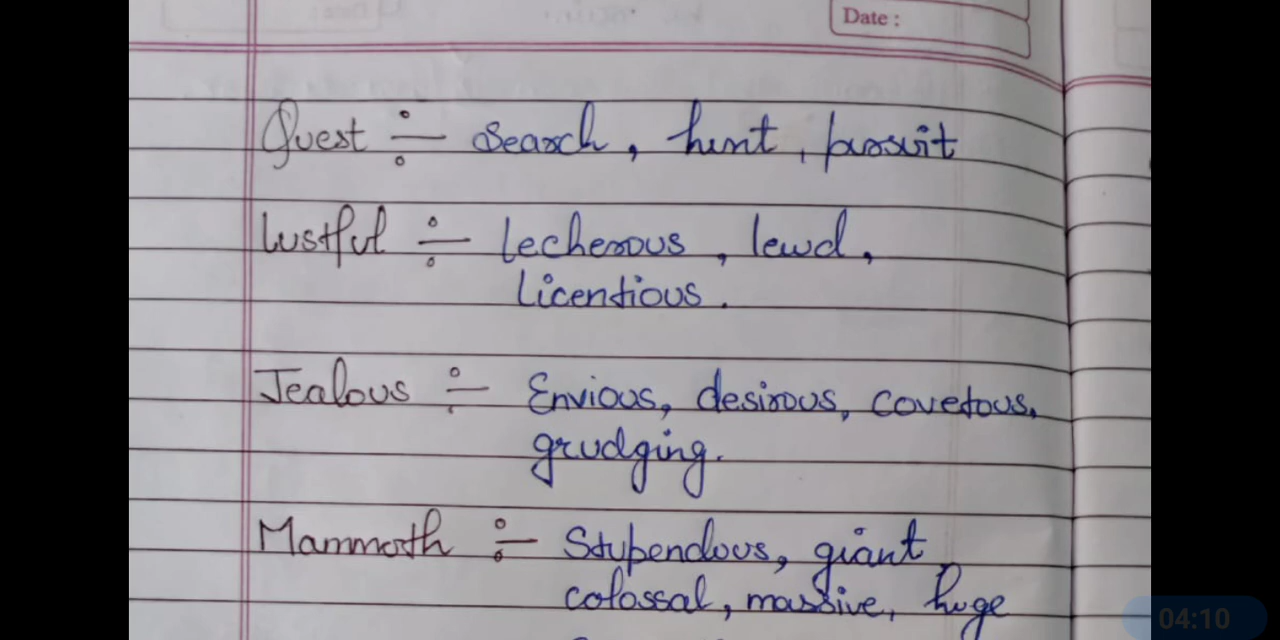 Date :
Quest :- Search, hunt, pursuit
Lustful :- Lecherous, lewd,
Licentious.
Jealous :- Envious, desirous, covetous,
grudging.
Mammoth :- Stupendous, giant
colossal, massive, huge
04:10